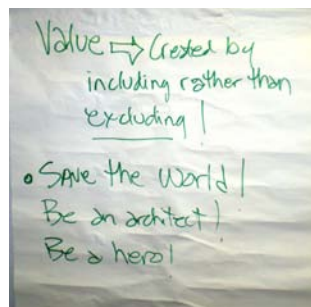 Value ⇨ Created by
including rather than
excluding!
• Save the World!
Be an architect!
Be a hero!